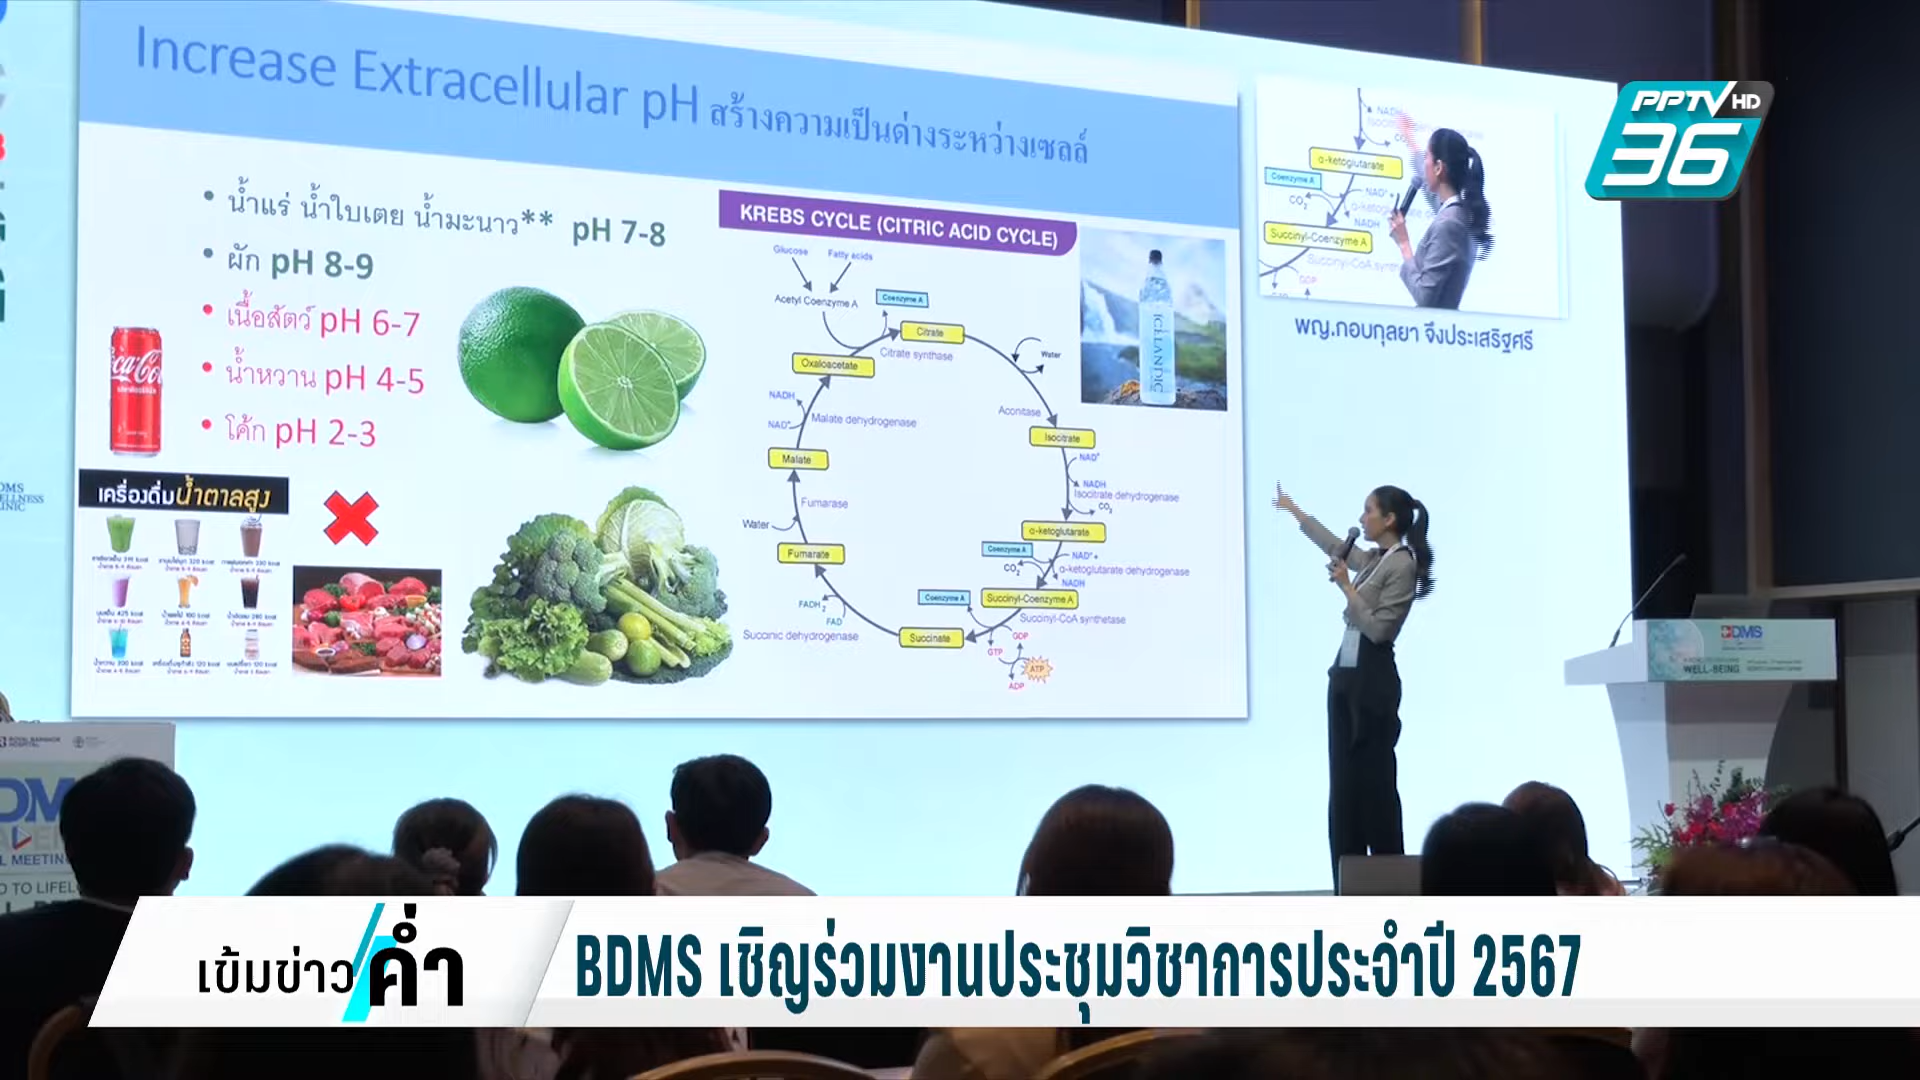 Increase Extracellular pH สร้างความเป็นด่างระหว่างเซลล์
PPTV HD
36
• น้ำแร่ น้ำใบเตย น้ำมะนาว** pH 7-8
• ผัก pH 8-9
• เนื้อสัตว์ pH 6-7
• น้ำหวาน pH 4-5
• โค้ก pH 2-3
เครื่องดื่มน้ำตาลสูง
KREBS CYCLE (CITRIC ACID CYCLE)
Glucose
Fatty acids
Acetyl Coenzyme A
Coenzyme A
Citrate
Citrate synthase
Water
Oxaloacetate
Aconitase
NADH
NAD+
Malate dehydrogenase
Isocitrate
NAD+
NADH
Isocitrate dehydrogenase
CO2
Malate
Fumarase
Water
α-ketoglutarate
Coenzyme A
NAD+
CO2
NADH
α-ketoglutarate dehydrogenase
Fumarate
Succinyl-Coenzyme A
Coenzyme A
Succinyl-CoA synthetase
FADH2
FAD
Succinic dehydrogenase
Succinate
GDP
GTP
ATP
ADP
ICELANDIC
α-ketoglutarate
Coenzyme A
NAD+
CO2
NADH
Succinyl-Coenzyme A
GDP
พญ.กอบกุลยา จึงประเสริฐศรี
BDMS
WELL-BEING
เข้มข่าวค่ำ
BDMS เชิญร่วมงานประชุมวิชาการประจำปี 2567